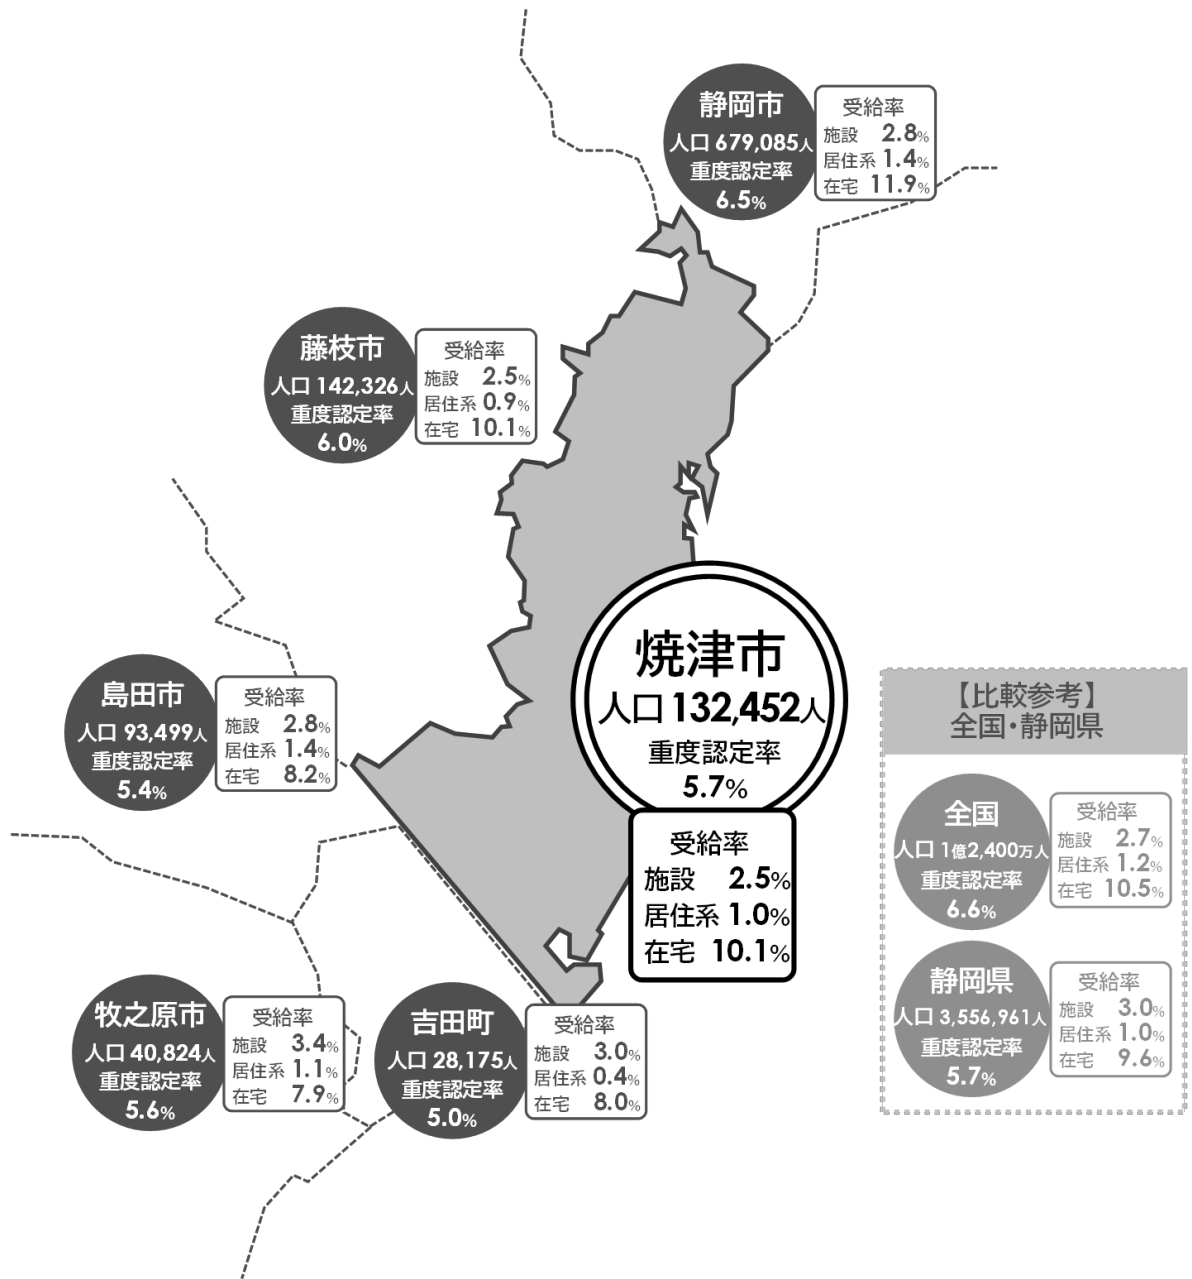 静岡市
人口 679,085人
重度認定率
6.5%
受給率
施設 2.8%
居住系 1.4%
在宅 11.9%
藤枝市
人口 142,326人
重度認定率
6.0%
受給率
施設 2.5%
居住系 0.9%
在宅 10.1%
焼津市
人口 132,452人
重度認定率
5.7%
受給率
施設 2.5%
居住系 1.0%
在宅 10.1%
島田市
人口 93,499人
重度認定率
5.4%
受給率
施設 2.8%
居住系 1.4%
在宅 8.2%
牧之原市
人口 40,824人
重度認定率
5.6%
受給率
施設 3.4%
居住系 1.1%
在宅 7.9%
吉田町
人口 28,175人
重度認定率
5.0%
受給率
施設 3.0%
居住系 0.4%
在宅 8.0%
【比較参考】
全国・静岡県
全国
人口 1億2,400万人
重度認定率
6.6%
受給率
施設 2.7%
居住系 1.2%
在宅 10.5%
静岡県
人口 3,556,961人
重度認定率
5.7%
受給率
施設 3.0%
居住系 1.0%
在宅 9.6%